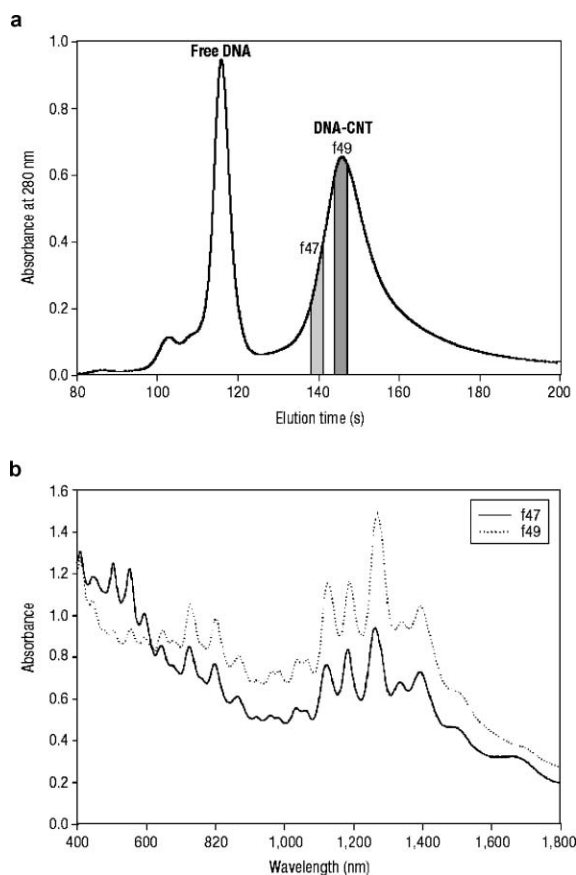 a
Free DNA
DNA-CNT
f49
f47
Absorbance at 280 nm
1.0
0.8
0.6
0.4
0.2
0.0
80 100 120 140 160 180 200
Elution time (s)
b
f47
f49
Absorbance
1.6
1.4
1.2
1.0
0.8
0.6
0.4
0.2
0.0
400 600 820 1,000 1,200 1,400 1,600 1,800
Wavelength (nm)